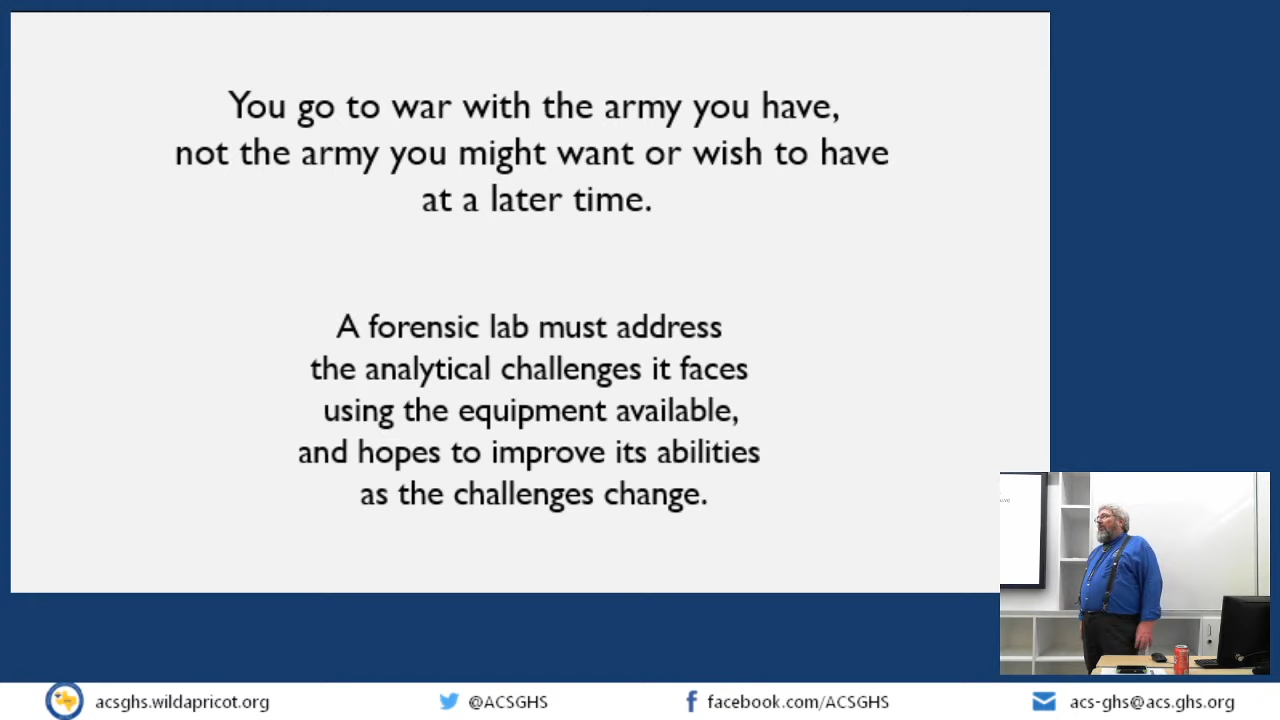 You go to war with the army you have,
not the army you might want or wish to have
at a later time.
A forensic lab must address
the analytical challenges it faces
using the equipment available,
and hopes to improve its abilities
as the challenges change.
acsghs.wildapricot.org
@ACSGHS
facebook.com/ACSGHS
acs-ghs@acs.ghs.org